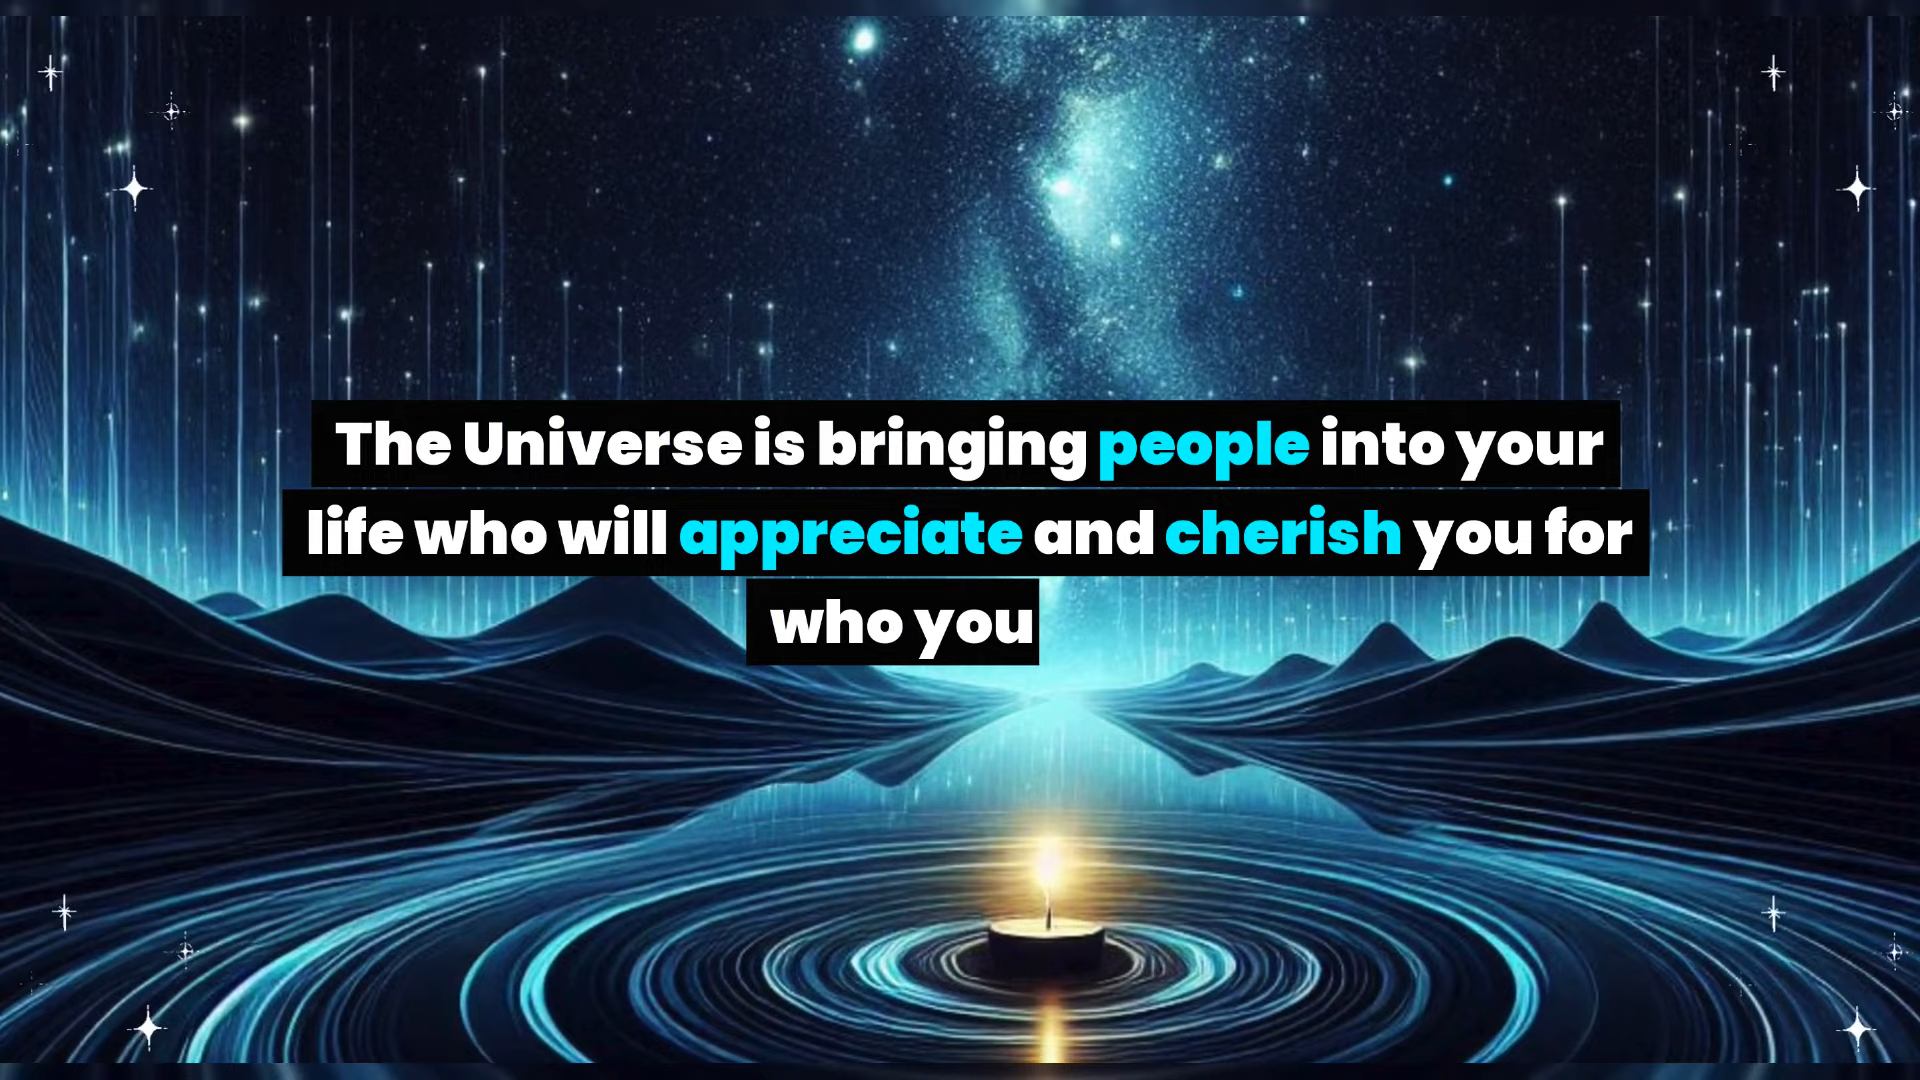 The Universe is bringing people into your
life who will appreciate and cherish you for
who you